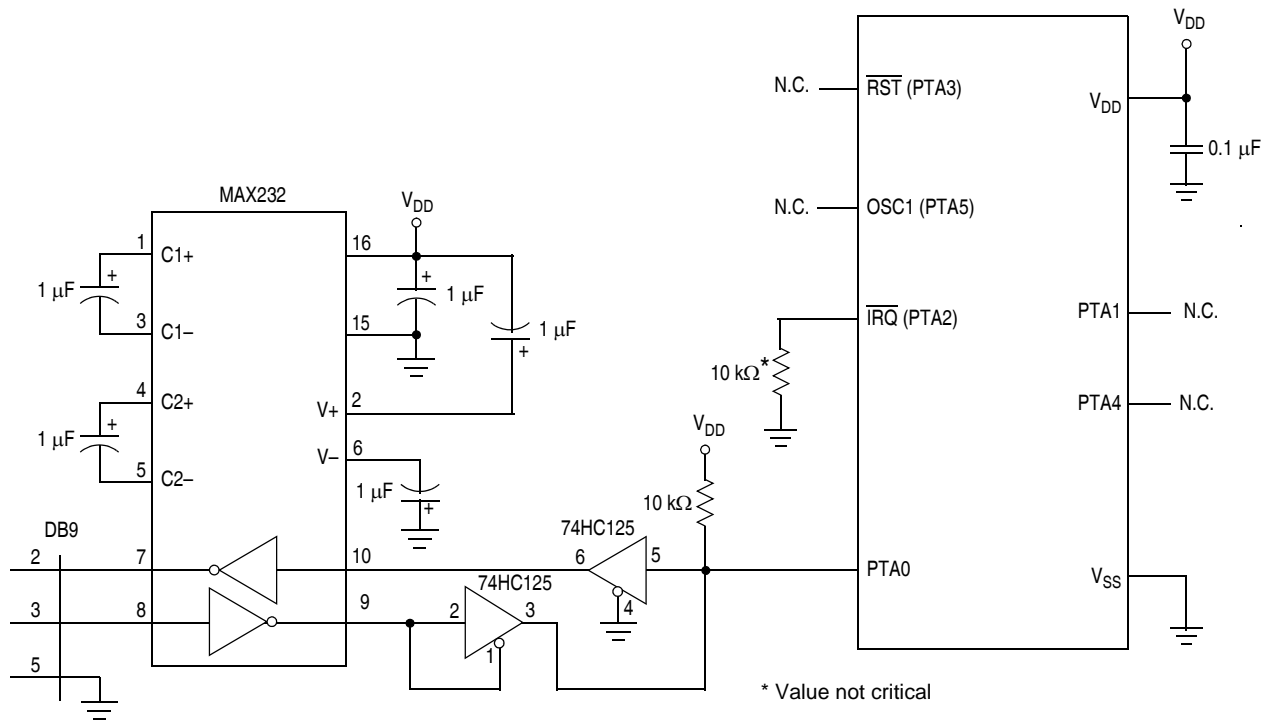 V_DD
N.C.
R̅S̅T̅ (PTA3)
V_DD
0.1 µF
MAX232
V_DD
N.C.
OSC1 (PTA5)
1
C1+
16
+
1 µF
+
1 µF
3
C1–
15
1 µF
+
I̅R̅Q̅ (PTA2)
PTA1
N.C.
10 kΩ*
4
C2+
V+
2
PTA4
N.C.
+
1 µF
V_DD
V–
6
5
C2–
1 µF
+
10 kΩ
DB9
74HC125
2
7
10
6
5
PTA0
V_SS
74HC125
4
3
8
9
2
3
1
5
* Value not critical